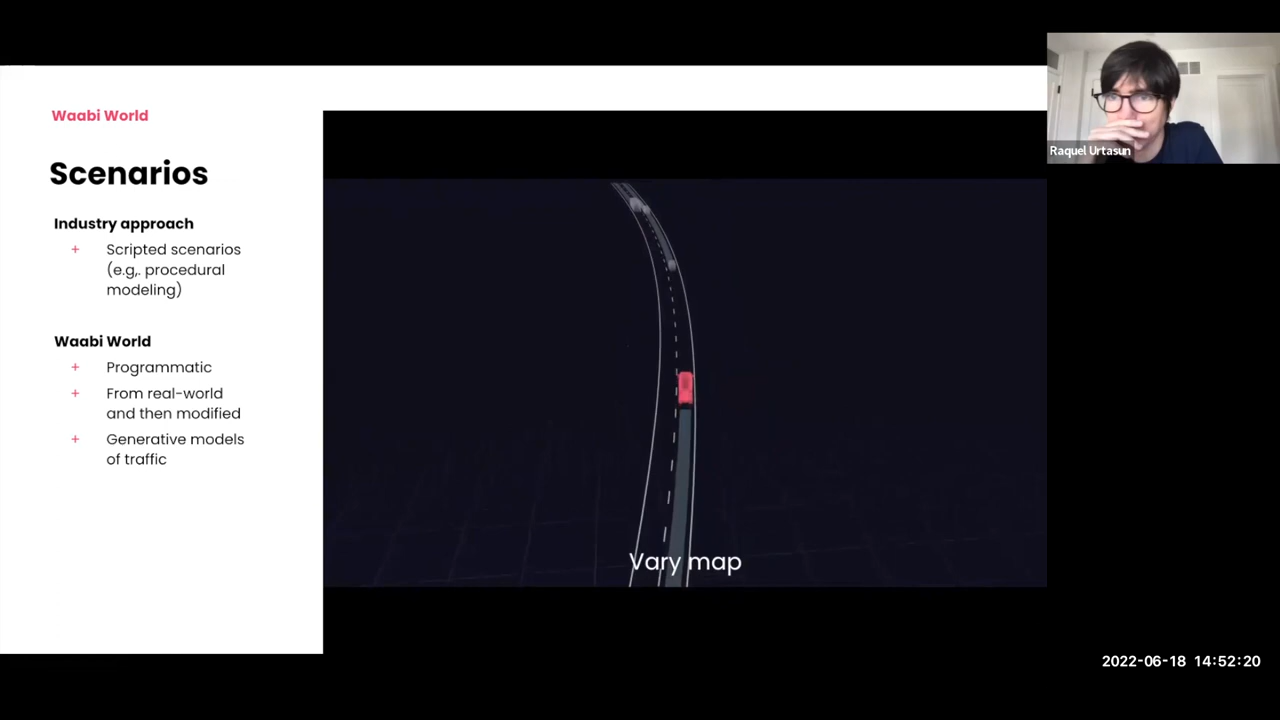 Waabi World
Scenarios
Industry approach
+ Scripted scenarios
(e.g,. procedural
modeling)
Waabi World
+ Programmatic
+ From real-world
and then modified
+ Generative models
of traffic
Vary map
Raquel Urtasun
2022-06-18 14:52:20